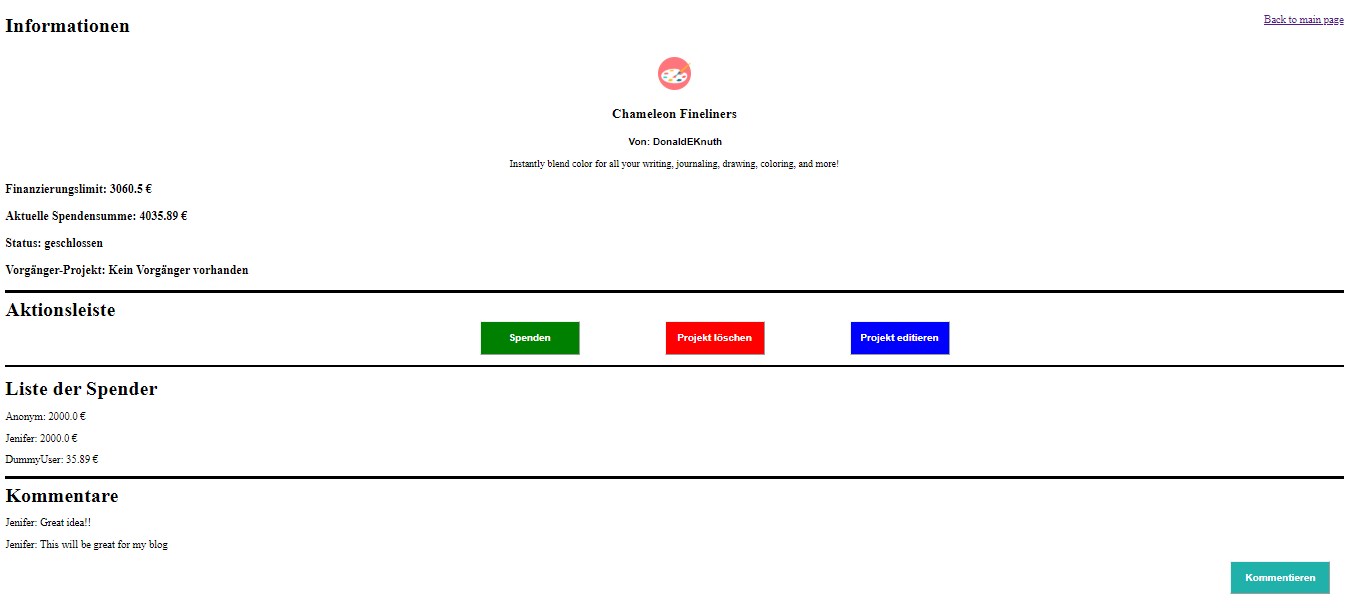 Informationen
Back to main page
Chameleon Fineliners
Von: DonaldEKnuth
Instantly blend color for all your writing, journaling, drawing, coloring, and more!
Finanzierungslimit: 3060.5 €
Aktuelle Spendensumme: 4035.89 €
Status: geschlossen
Vorgänger-Projekt: Kein Vorgänger vorhanden
Aktionsleiste
Spenden
Projekt löschen
Projekt editieren
Liste der Spender
Anonym: 2000.0 €
Jenifer: 2000.0 €
DummyUser: 35.89 €
Kommentare
Jenifer: Great idea!!
Jenifer: This will be great for my blog
Kommentieren